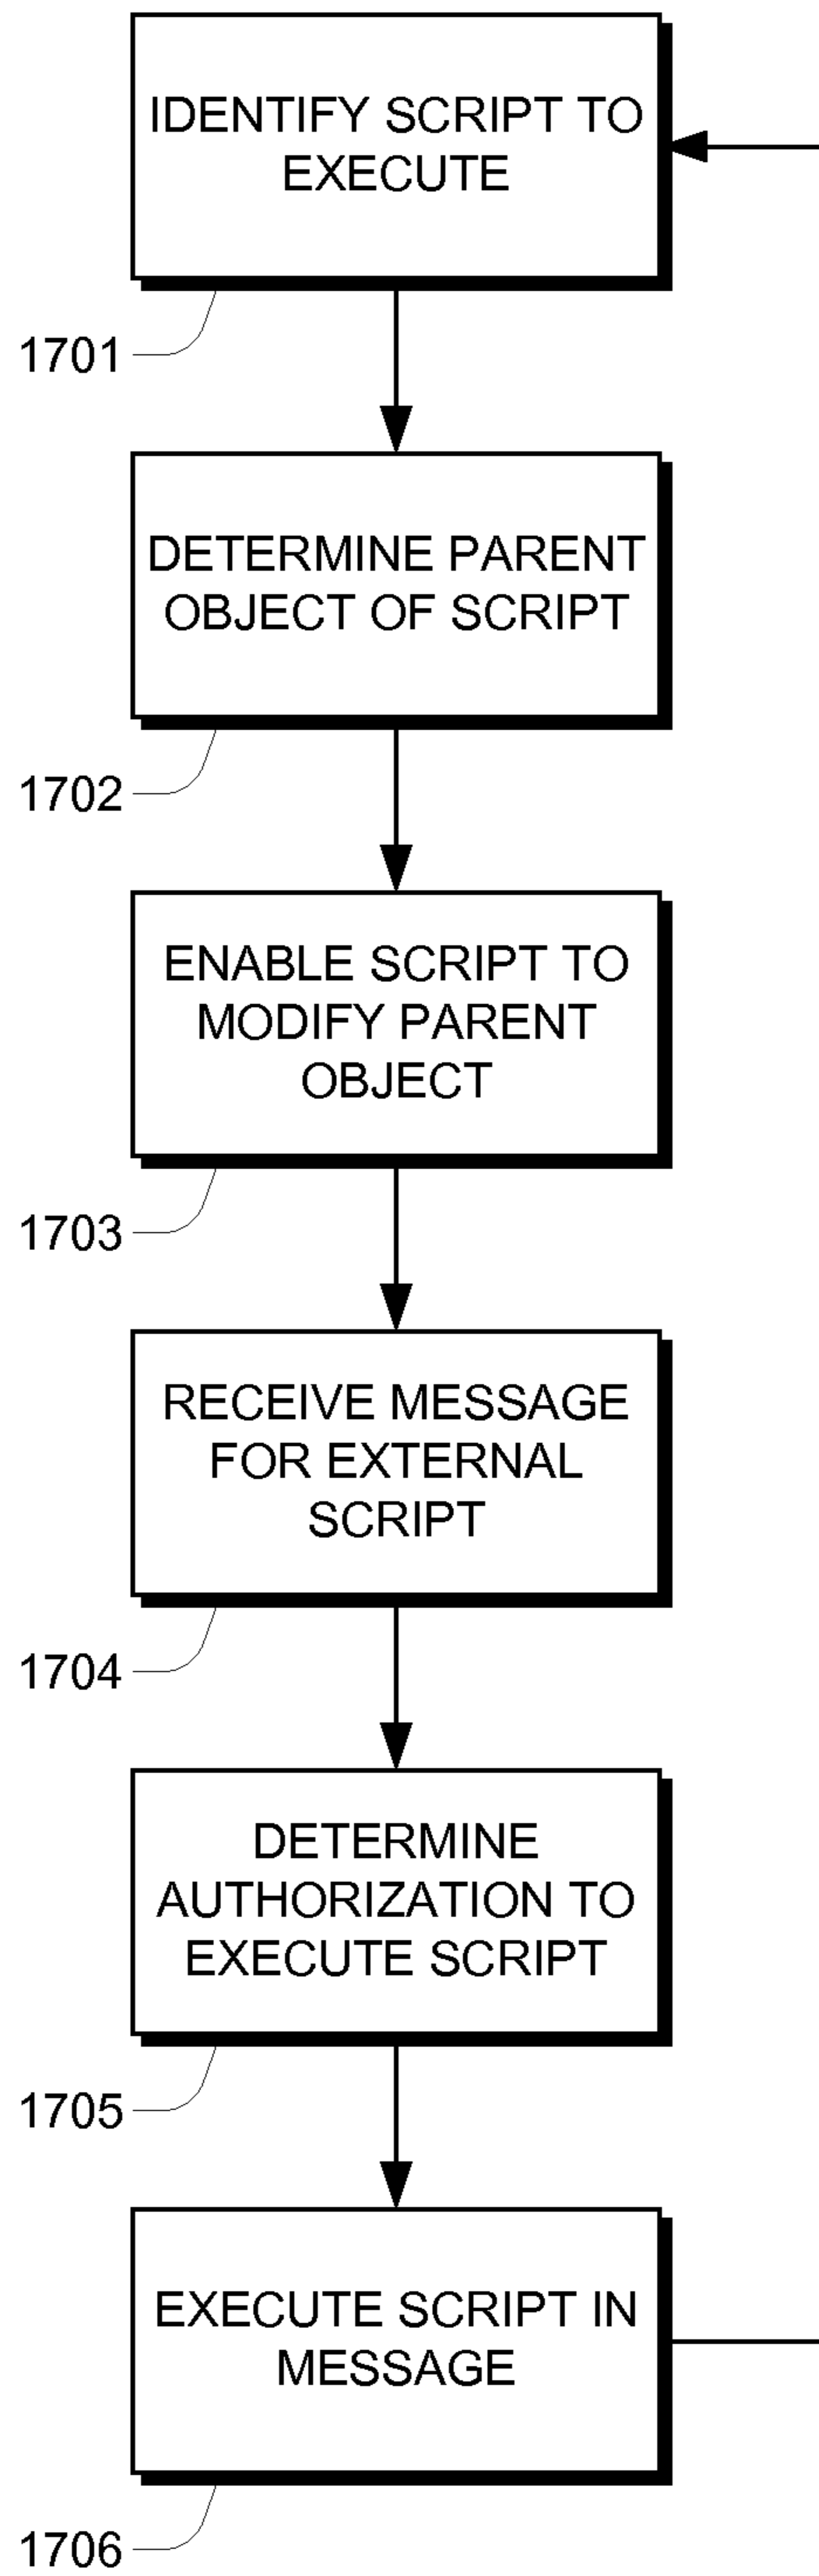 IDENTIFY SCRIPT TO
EXECUTE
1701
DETERMINE PARENT
OBJECT OF SCRIPT
1702
ENABLE SCRIPT TO
MODIFY PARENT
OBJECT
1703
RECEIVE MESSAGE
FOR EXTERNAL
SCRIPT
1704
DETERMINE
AUTHORIZATION TO
EXECUTE SCRIPT
1705
EXECUTE SCRIPT IN
MESSAGE
1706